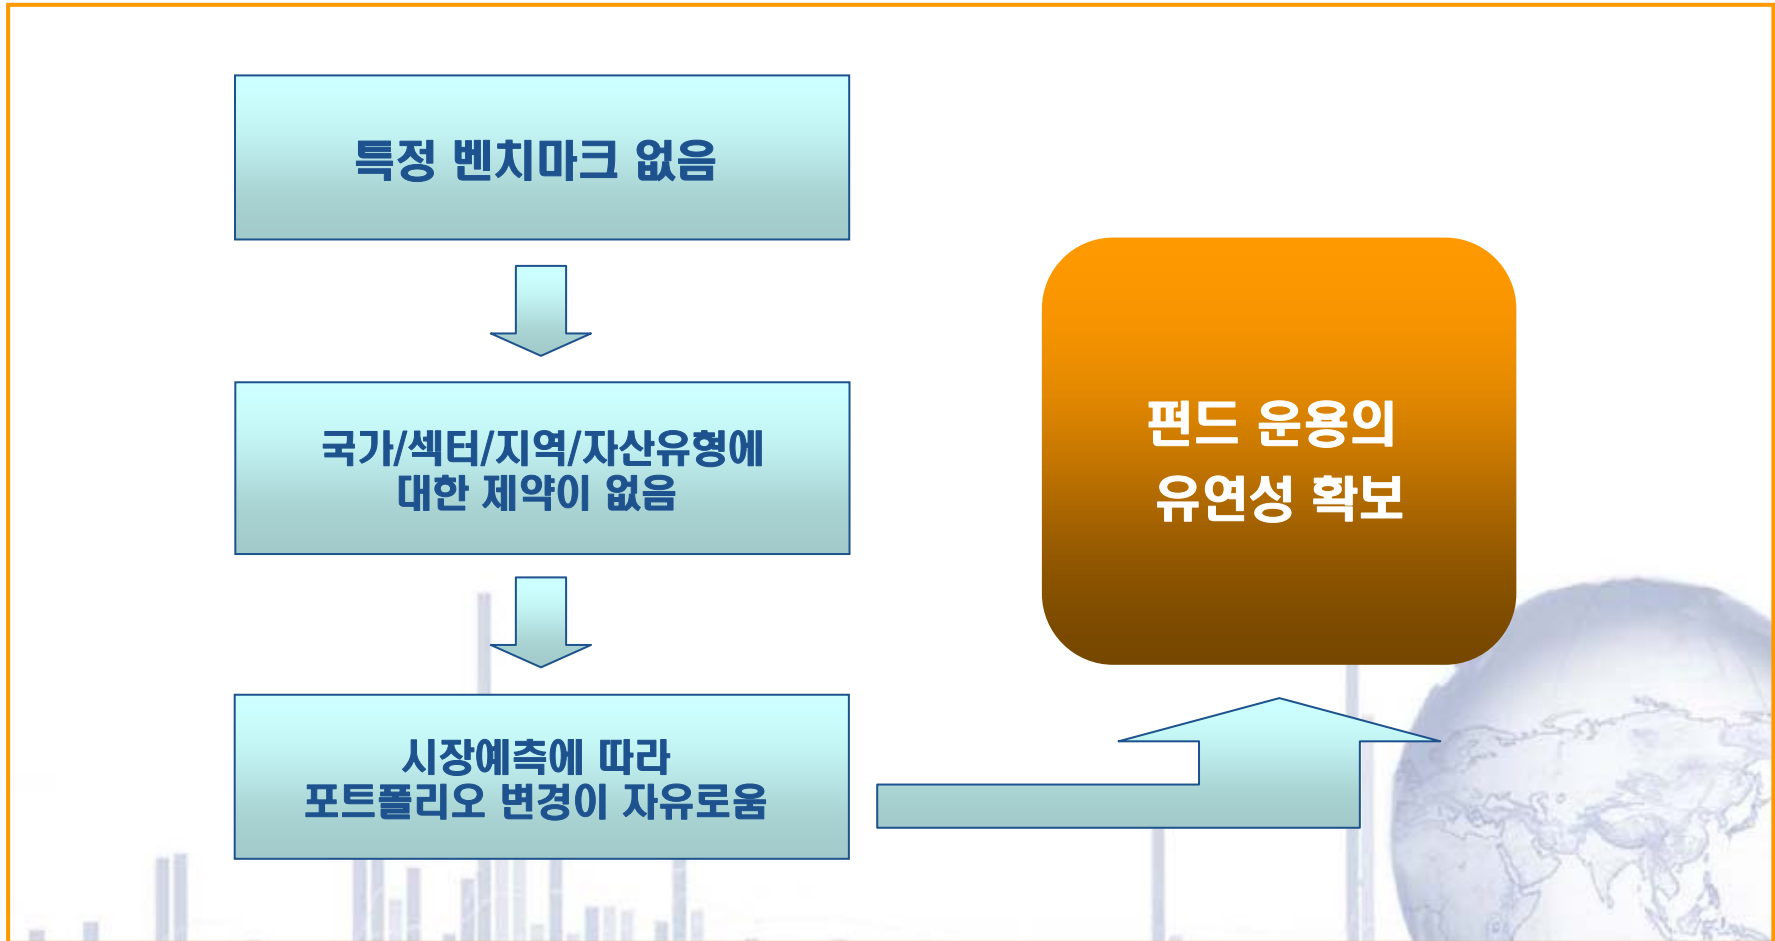 특정 벤치마크 없음
국가/섹터/지역/자산유형에
대한 제약이 없음
시장예측에 따라
포트폴리오 변경이 자유로움
펀드 운용의
유연성 확보